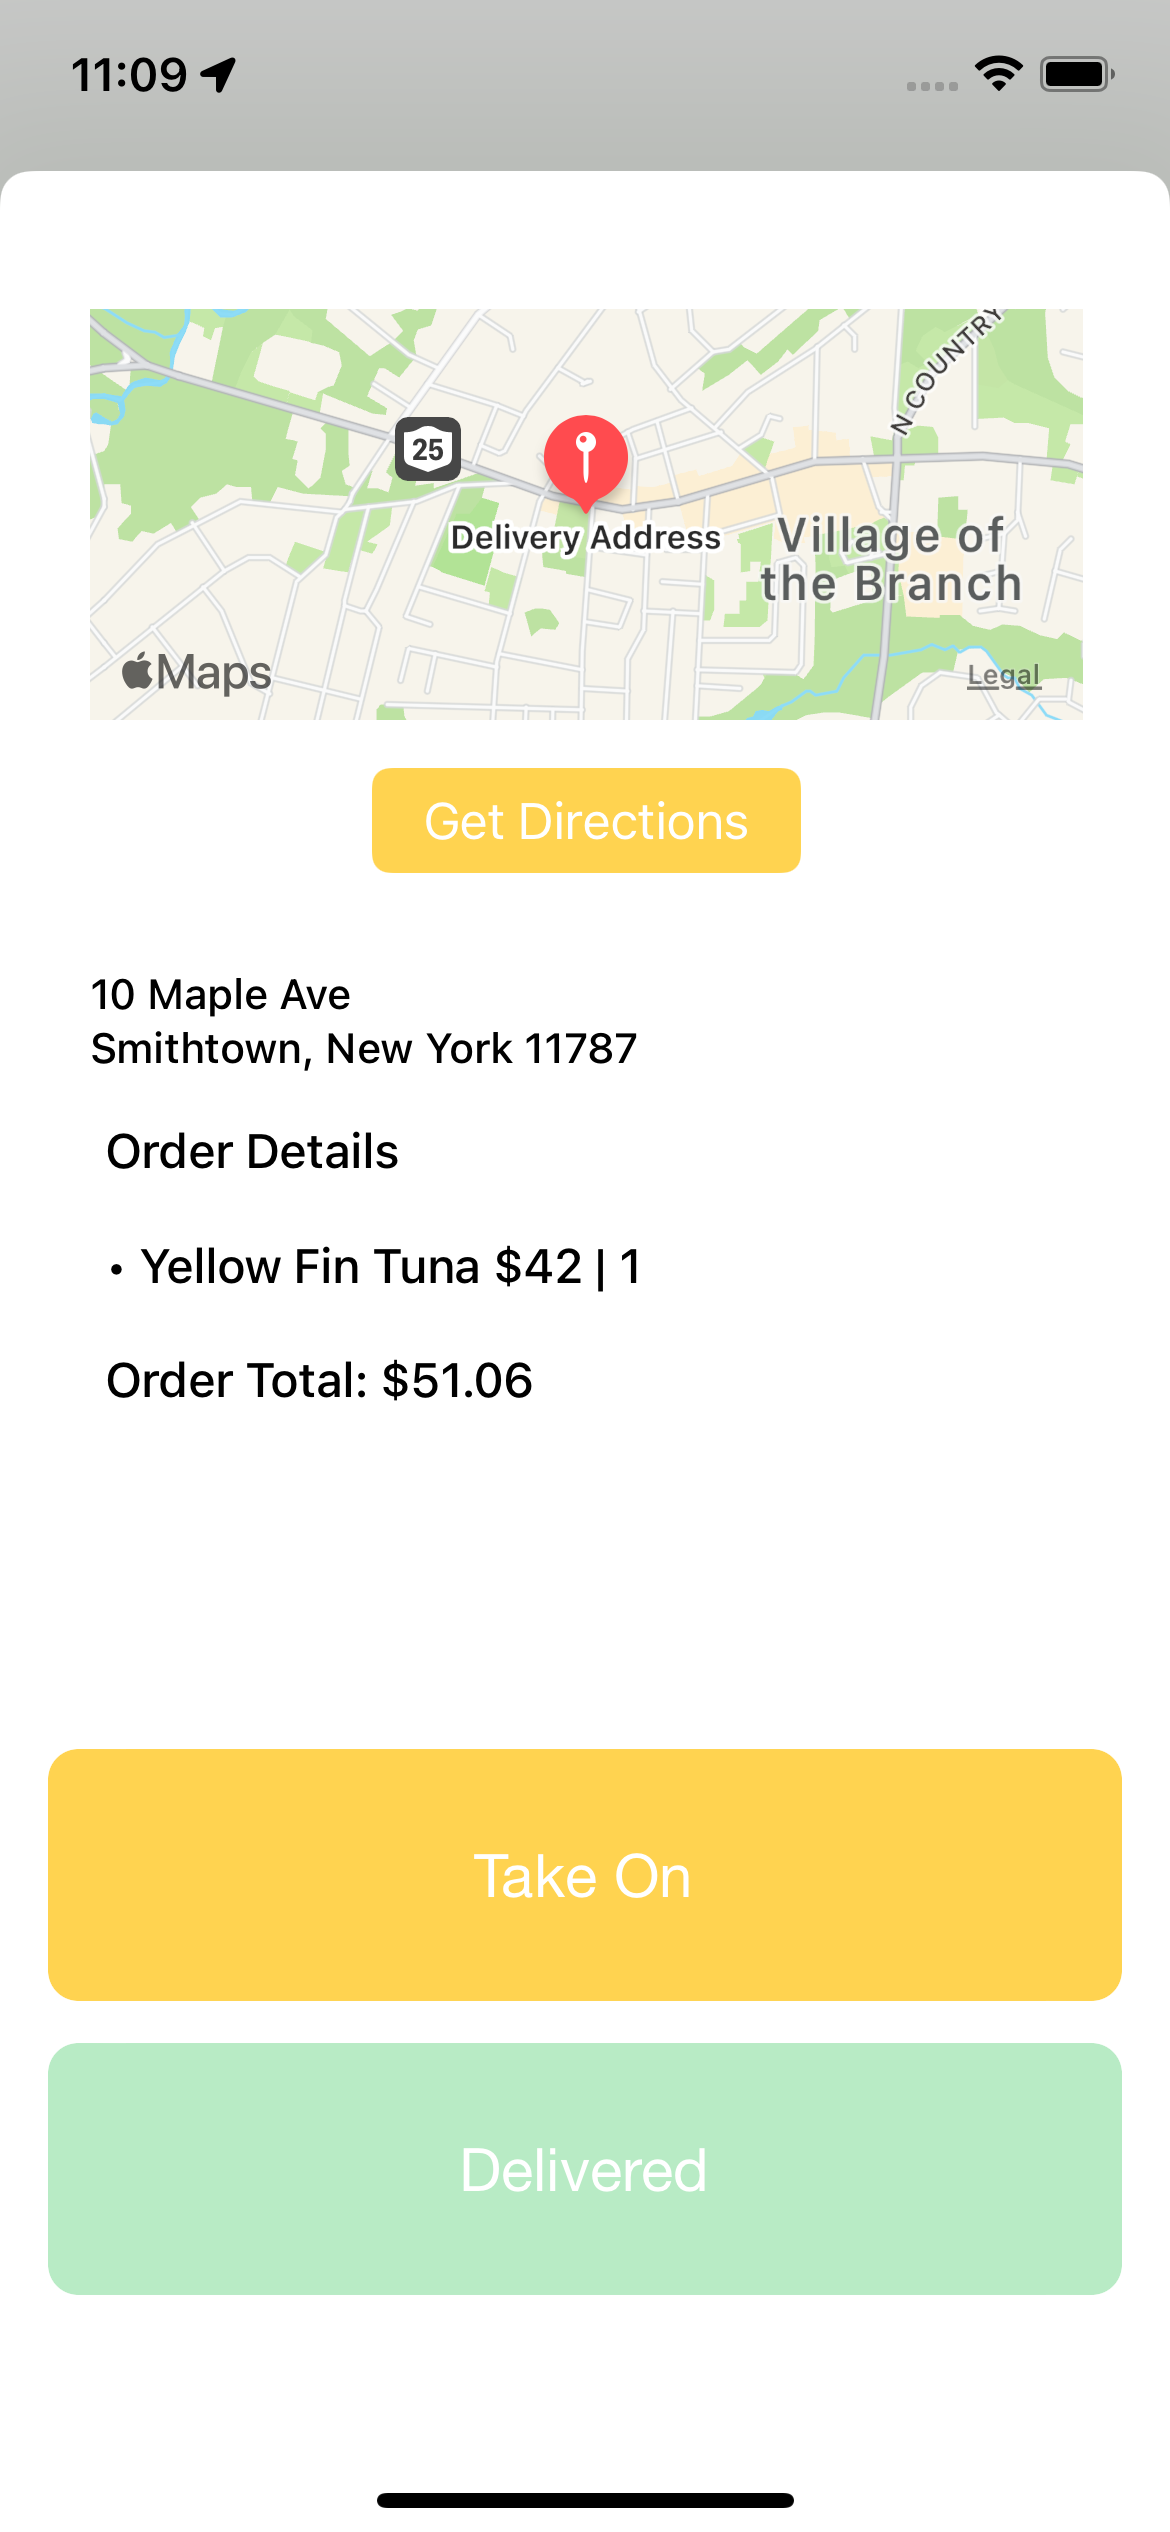 11:09
N COUNTRY
25
Delivery Address
Village of
the Branch
Maps
Legal
Get Directions
10 Maple Ave
Smithtown, New York 11787
Order Details
• Yellow Fin Tuna $42 | 1
Order Total: $51.06
Take On
Delivered